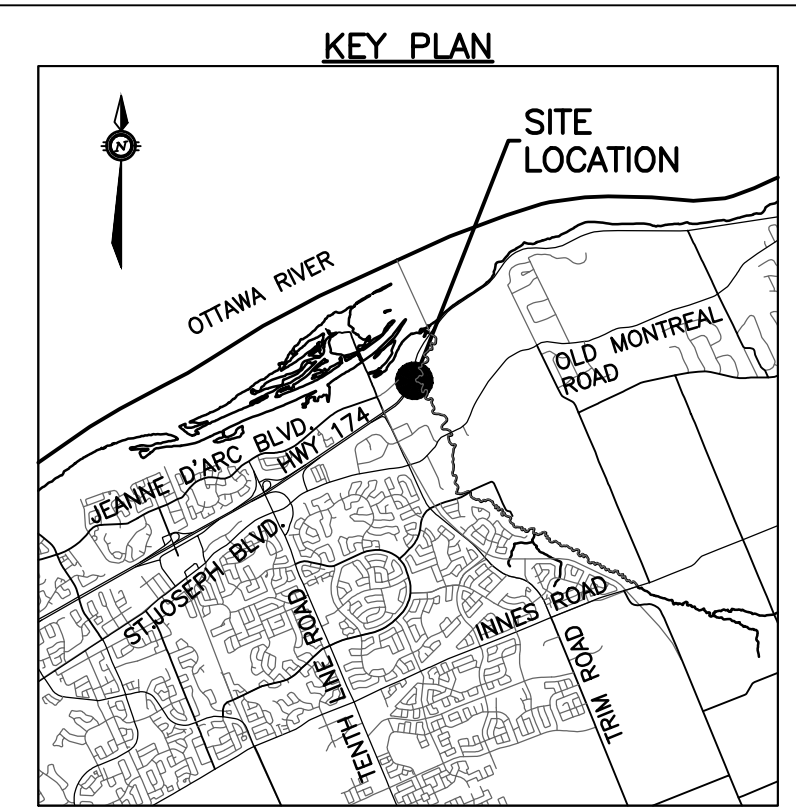 KEY PLAN
SITE
LOCATION
N
OTTAWA RIVER
OLD MONTREAL
ROAD
JEANNE D'ARC BLVD.
HWY 174
ST.JOSEPH BLVD.
TENTH LINE ROAD
INNES ROAD
TRIM ROAD